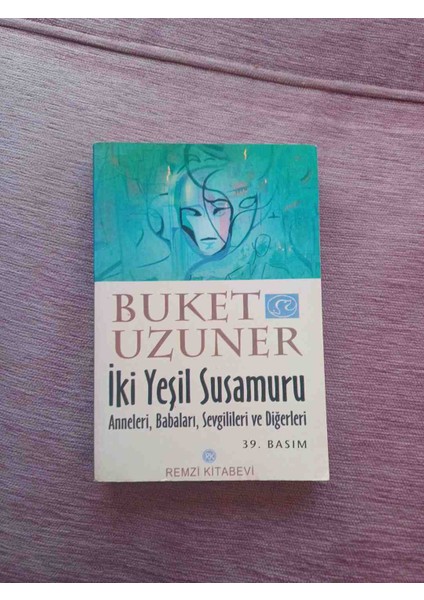 BUKET
UZUNER
İki Yeşil Susamuru
Anneleri, Babaları, Sevgilileri ve Diğerleri
39. BASIM
REMZİ KİTABEVİ